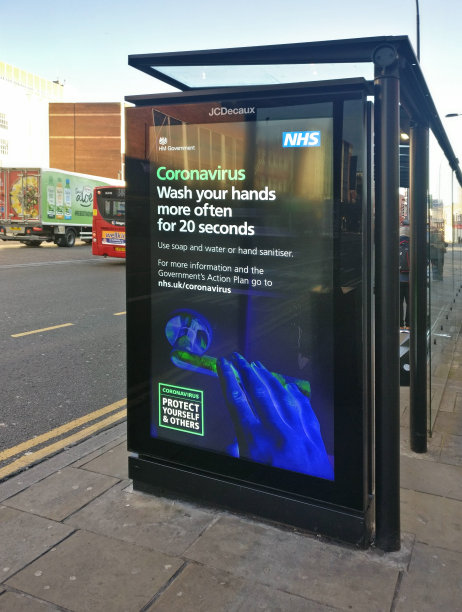 JCDecaux
HM Government
NHS
Coronavirus
Wash your hands
more often
for 20 seconds
Use soap and water or hand sanitiser.
For more information and the
Government's Action Plan go to
nhs.uk/coronavirus
CORONAVIRUS
PROTECT
YOURSELF
& OTHERS